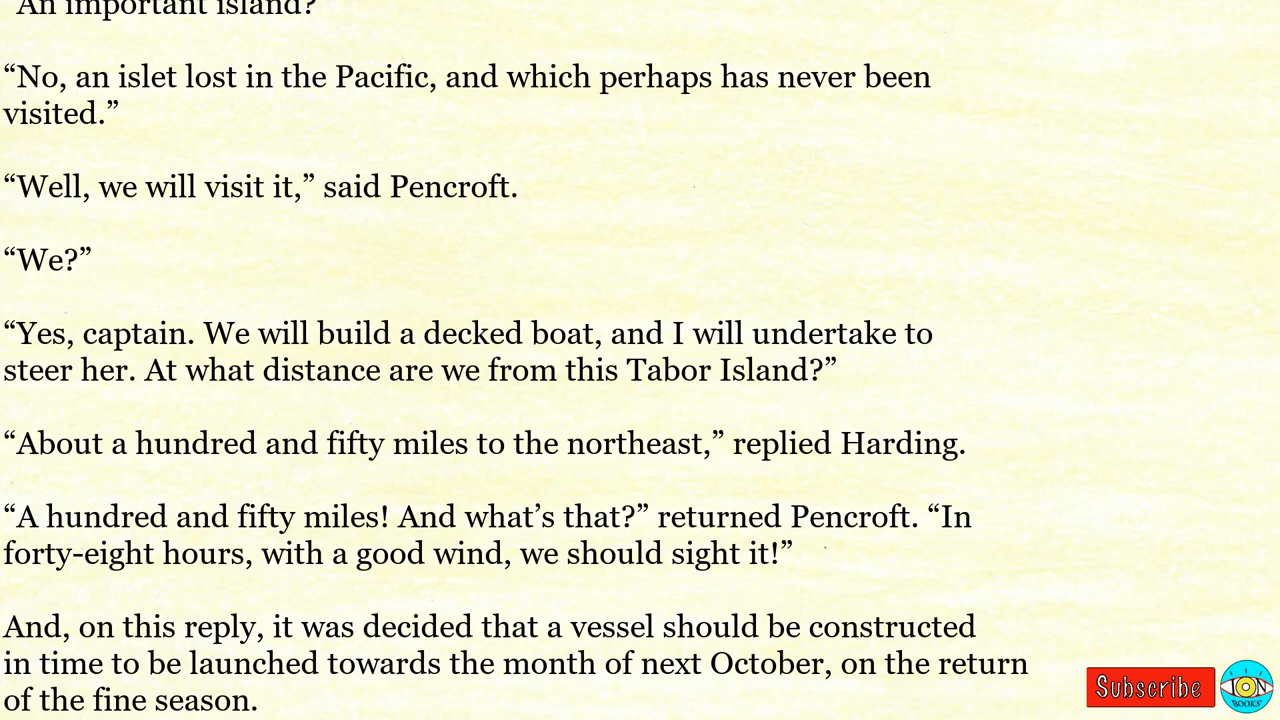 “An important island?”
“No, an islet lost in the Pacific, and which perhaps has never been
visited.”
“Well, we will visit it,” said Pencroft.
“We?”
“Yes, captain. We will build a decked boat, and I will undertake to
steer her. At what distance are we from this Tabor Island?”
“About a hundred and fifty miles to the northeast,” replied Harding.
“A hundred and fifty miles! And what’s that?” returned Pencroft. “In
forty-eight hours, with a good wind, we should sight it!”
And, on this reply, it was decided that a vessel should be constructed
in time to be launched towards the month of next October, on the return
of the fine season.
Subscribe
ION
BOOKS